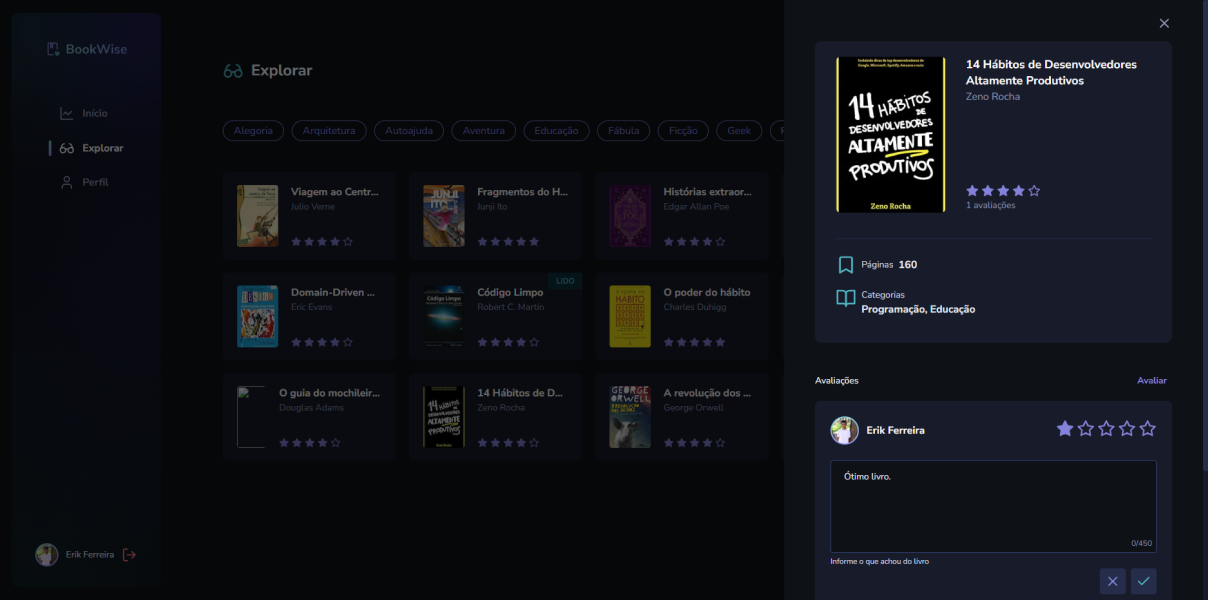 BookWise
Início
Explorar
Perfil
Erik Ferreira
Explorar
Alegoria
Arquitetura
Autoajuda
Aventura
Educação
Fábula
Ficção
Geek
Viagem ao Centr...
Julio Verne
Fragmentos do H...
Junji Ito
Histórias extraor...
Edgar Allan Poe
Domain-Driven ...
Eric Evans
LIDO
Código Limpo
Robert C. Martin
O poder do hábito
Charles Duhigg
O guia do mochileir...
Douglas Adams
14 Hábitos de D...
Zeno Rocha
A revolução dos ...
George Orwell
14 HÁBITOS
DE
DESENVOLVEDORES
ALTAMENTE
PRODUTIVOS
Zeno Rocha
14 Hábitos de Desenvolvedores
Altamente Produtivos
Zeno Rocha
1 avaliações
Páginas 160
Categorias
Programação, Educação
Avaliações
Avaliar
Erik Ferreira
Ótimo livro.
0/450
Informe o que achou do livro